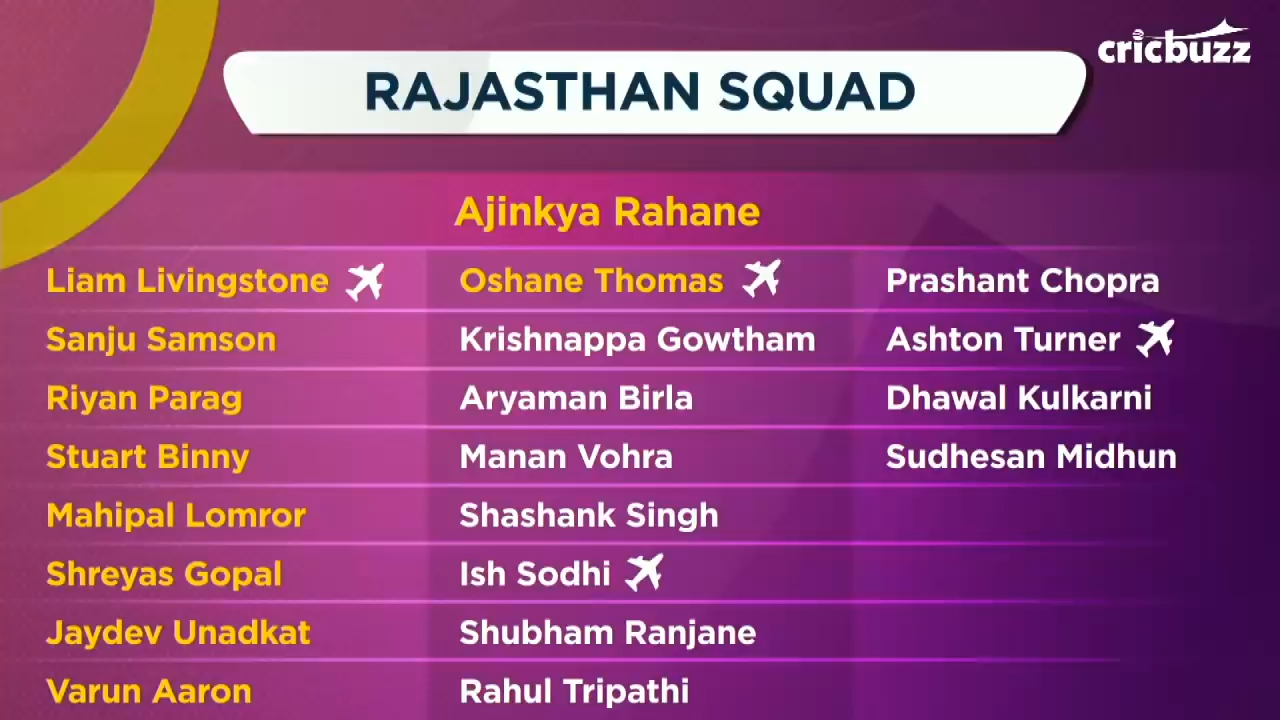 cricbuzz
RAJASTHAN SQUAD
Ajinkya Rahane
Liam Livingstone
Sanju Samson
Riyan Parag
Stuart Binny
Mahipal Lomror
Shreyas Gopal
Jaydev Unadkat
Varun Aaron
Oshane Thomas
Krishnappa Gowtham
Aryaman Birla
Manan Vohra
Shashank Singh
Ish Sodhi
Shubham Ranjane
Rahul Tripathi
Prashant Chopra
Ashton Turner
Dhawal Kulkarni
Sudhesan Midhun